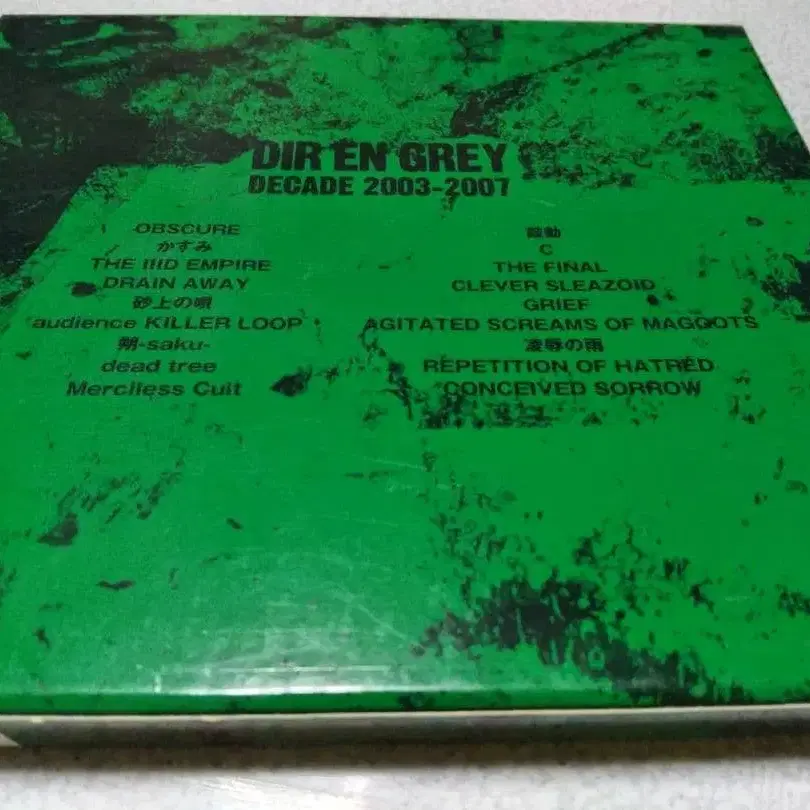 DIR EN GREY
DECADE 2003-2007
OBSCURE
かすみ
THE IIID EMPIRE
DRAIN AWAY
砂上の唄
audience KILLER LOOP
朔-saku-
dead tree
Merciless Cult
鼓動
C
THE FINAL
CLEVER SLEAZOID
GRIEF
AGITATED SCREAMS OF MAGGOTS
凌辱の雨
REPETITION OF HATRED
CONCEIVED SORROW